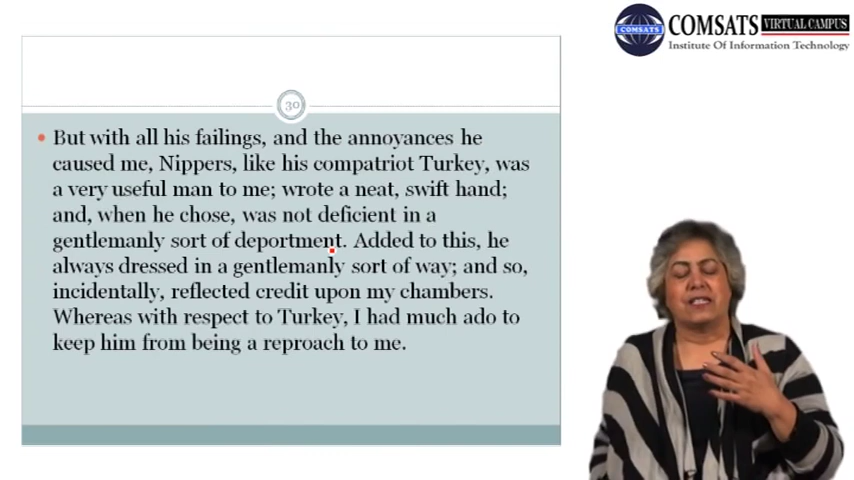 COMSATS VIRTUAL CAMPUS
COMSATS
Institute Of Information Technology
30
But with all his failings, and the annoyances he
caused me, Nippers, like his compatriot Turkey, was
a very useful man to me; wrote a neat, swift hand;
and, when he chose, was not deficient in a
gentlemanly sort of deportment. Added to this, he
always dressed in a gentlemanly sort of way; and so,
incidentally, reflected credit upon my chambers.
Whereas with respect to Turkey, I had much ado to
keep him from being a reproach to me.